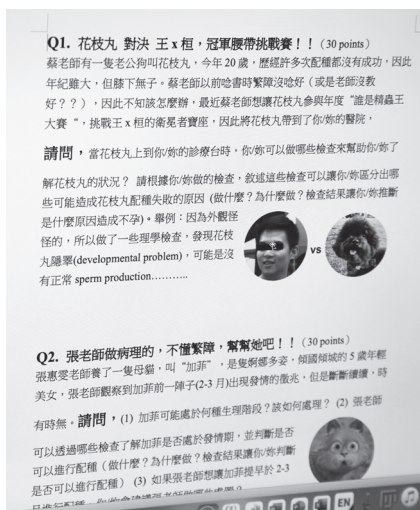 Q1. 花枝丸 對決 王 x 桓，冠軍腰帶挑戰賽！！(30 points)
蔡老師有一隻老公狗叫花枝丸，今年 20 歲，歷經許多次配種都沒有成功，因此
年紀雖大，但膝下無子。蔡老師以前唸書時繁障沒唸好（或是老師沒教
好？？），因此不知該怎麼辦，最近蔡老師想讓花枝丸參與年度“誰是精蟲王
大賽“，挑戰王 x 桓的衛冕者寶座，因此將花枝丸帶到了你/妳的醫院，
請問，當花枝丸上到你/妳的診療台時，你/妳可以做哪些檢查來幫助你/妳了
解花枝丸的狀況？ 請根據你/妳做的檢查，敘述這些檢查可以讓你/妳區分出哪
些可能造成花枝丸配種失敗的原因 (做什麼？為什麼做？檢查結果讓你/妳推斷
是什麼原因造成不孕)。舉例：因為外觀怪
怪的，所以做了一些理學檢查，發現花枝
丸隱睪(developmental problem)，可能是沒
有正常 sperm production………..
vs
Q2. 張老師做病理的，不懂繁障，幫幫她吧！！(30 points)
張惠雯老師養了一隻母貓，叫“加菲”，是隻婀娜多姿，傾國傾城的 5 歲年輕
美女，張老師觀察到加菲前一陣子(2-3 月)出現發情的徵兆，但是斷斷續續，時
有時無。請問，(1) 加菲可能處於何種生理階段？該如何處理？ (2) 張老師
可以透過哪些檢查了解加菲是否處於發情期，並判斷是否
可以進行配種（做什麼？為什麼做？檢查結果讓你/妳判斷
是否可以進行配種） (3) 如果張老師想讓加菲提早於 2-3
EN